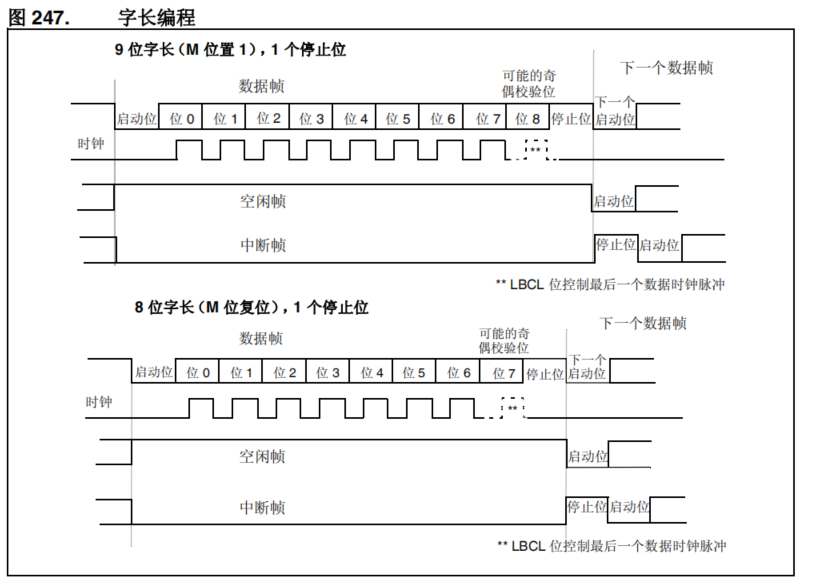 图 247. 字长编程
9 位字长（M 位置 1），1 个停止位
下一个数据帧
数据帧
可能的奇
偶校验位
下一个
启动位 位 0 位 1 位 2 位 3 位 4 位 5 位 6 位 7 位 8 停止位 启动位
时钟
**
空闲帧 启动位
中断帧 停止位 启动位
** LBCL 位控制最后一个数据时钟脉冲
8 位字长（M 位复位），1 个停止位
下一个数据帧
数据帧
可能的奇
偶校验位
下一个
启动位 位 0 位 1 位 2 位 3 位 4 位 5 位 6 位 7 停止位 启动位
时钟
**
空闲帧 启动位
中断帧 停止位 启动位
** LBCL 位控制最后一个数据时钟脉冲